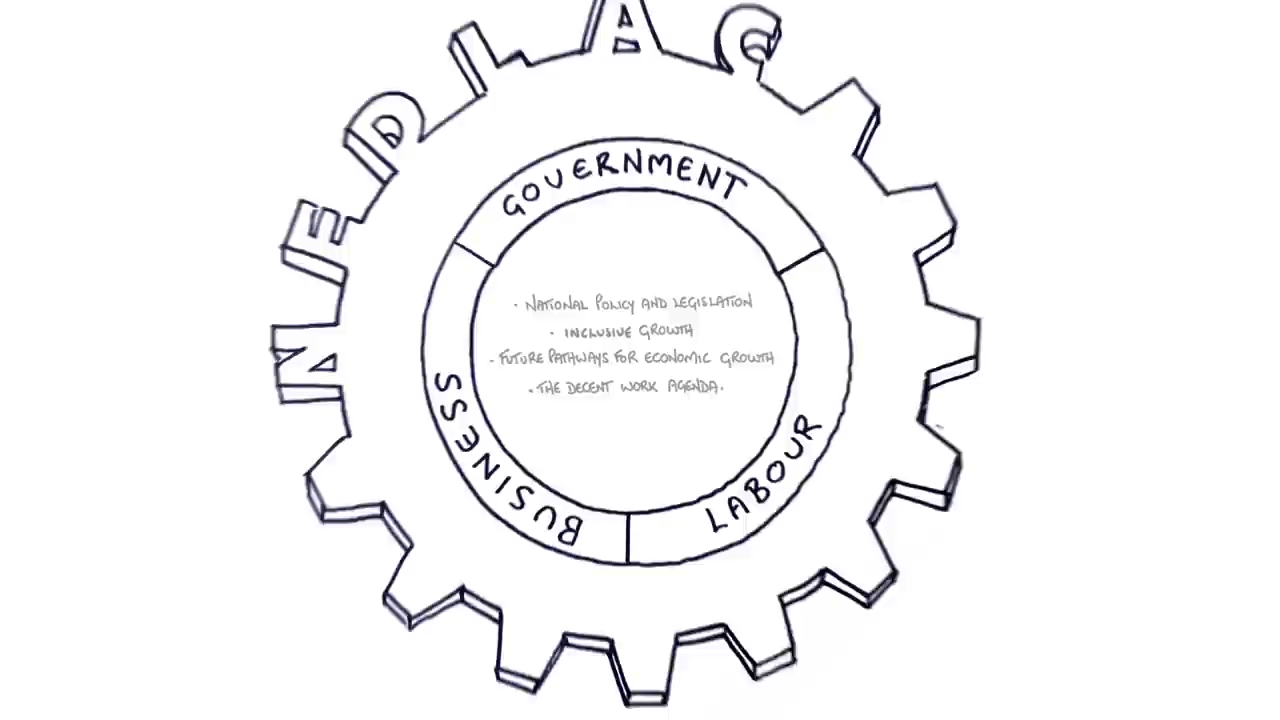 NEDLAC
GOVERNMENT
· NATIONAL POLICY AND LEGISLATION
· INCLUSIVE GROWTH
· FUTURE PATHWAYS FOR ECONOMIC GROWTH
· THE DECENT WORK AGENDA.
BUSINESS
LABOUR